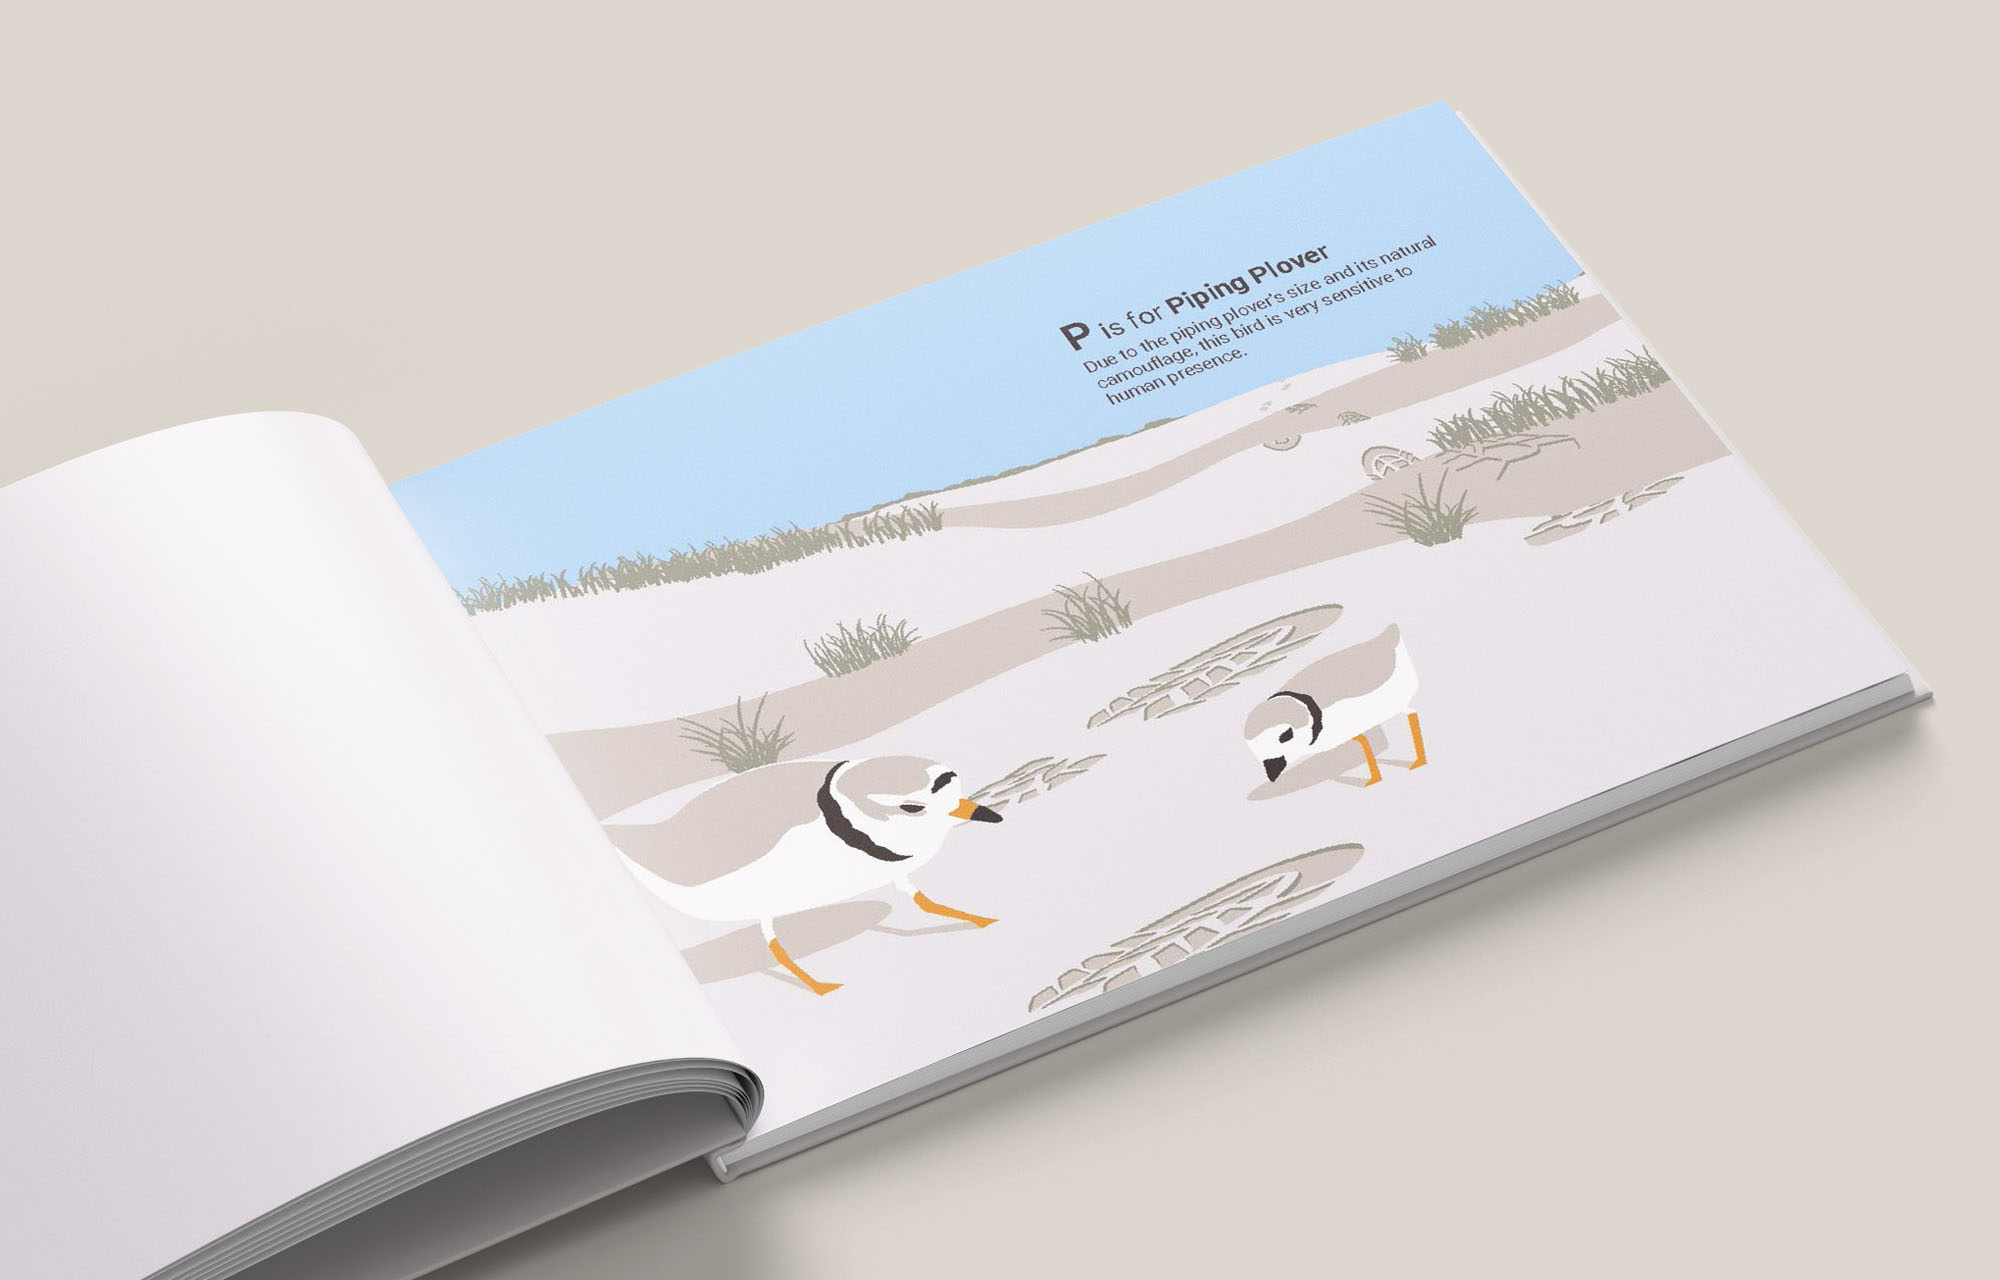 P is for Piping Plover
Due to the piping plover's size and its natural
camouflage, this bird is very sensitive to
human presence.